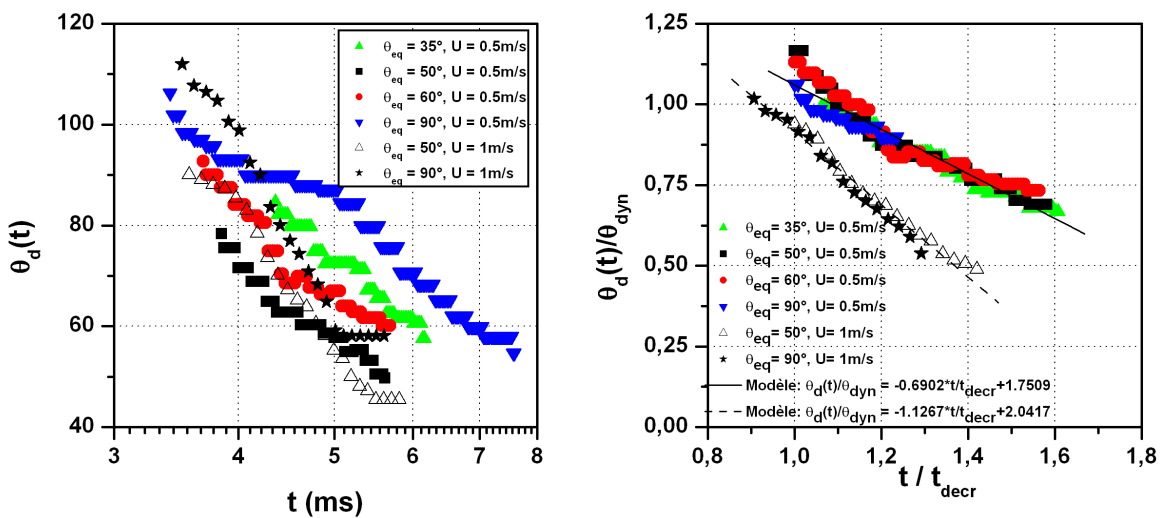 120
100
80
60
40
θd(t)
3
4
5
6
7
8
t (ms)
θeq = 35°, U = 0.5m/s
θeq = 50°, U = 0.5m/s
θeq = 60°, U = 0.5m/s
θeq = 90°, U = 0.5m/s
θeq = 50°, U = 1m/s
θeq = 90°, U = 1m/s
1,25
1,00
0,75
0,50
0,25
0,00
θd(t)/θdyn
0,8
1,0
1,2
1,4
1,6
1,8
t / tdecr
θeq= 35°, U= 0.5m/s
θeq= 50°, U= 0.5m/s
θeq= 60°, U= 0.5m/s
θeq= 90°, U= 0.5m/s
θeq= 50°, U= 1m/s
θeq= 90°, U= 1m/s
Modèle: θd(t)/θdyn = -0.6902*t/tdecr+1.7509
Modèle: θd(t)/θdyn = -1.1267*t/tdecr+2.0417